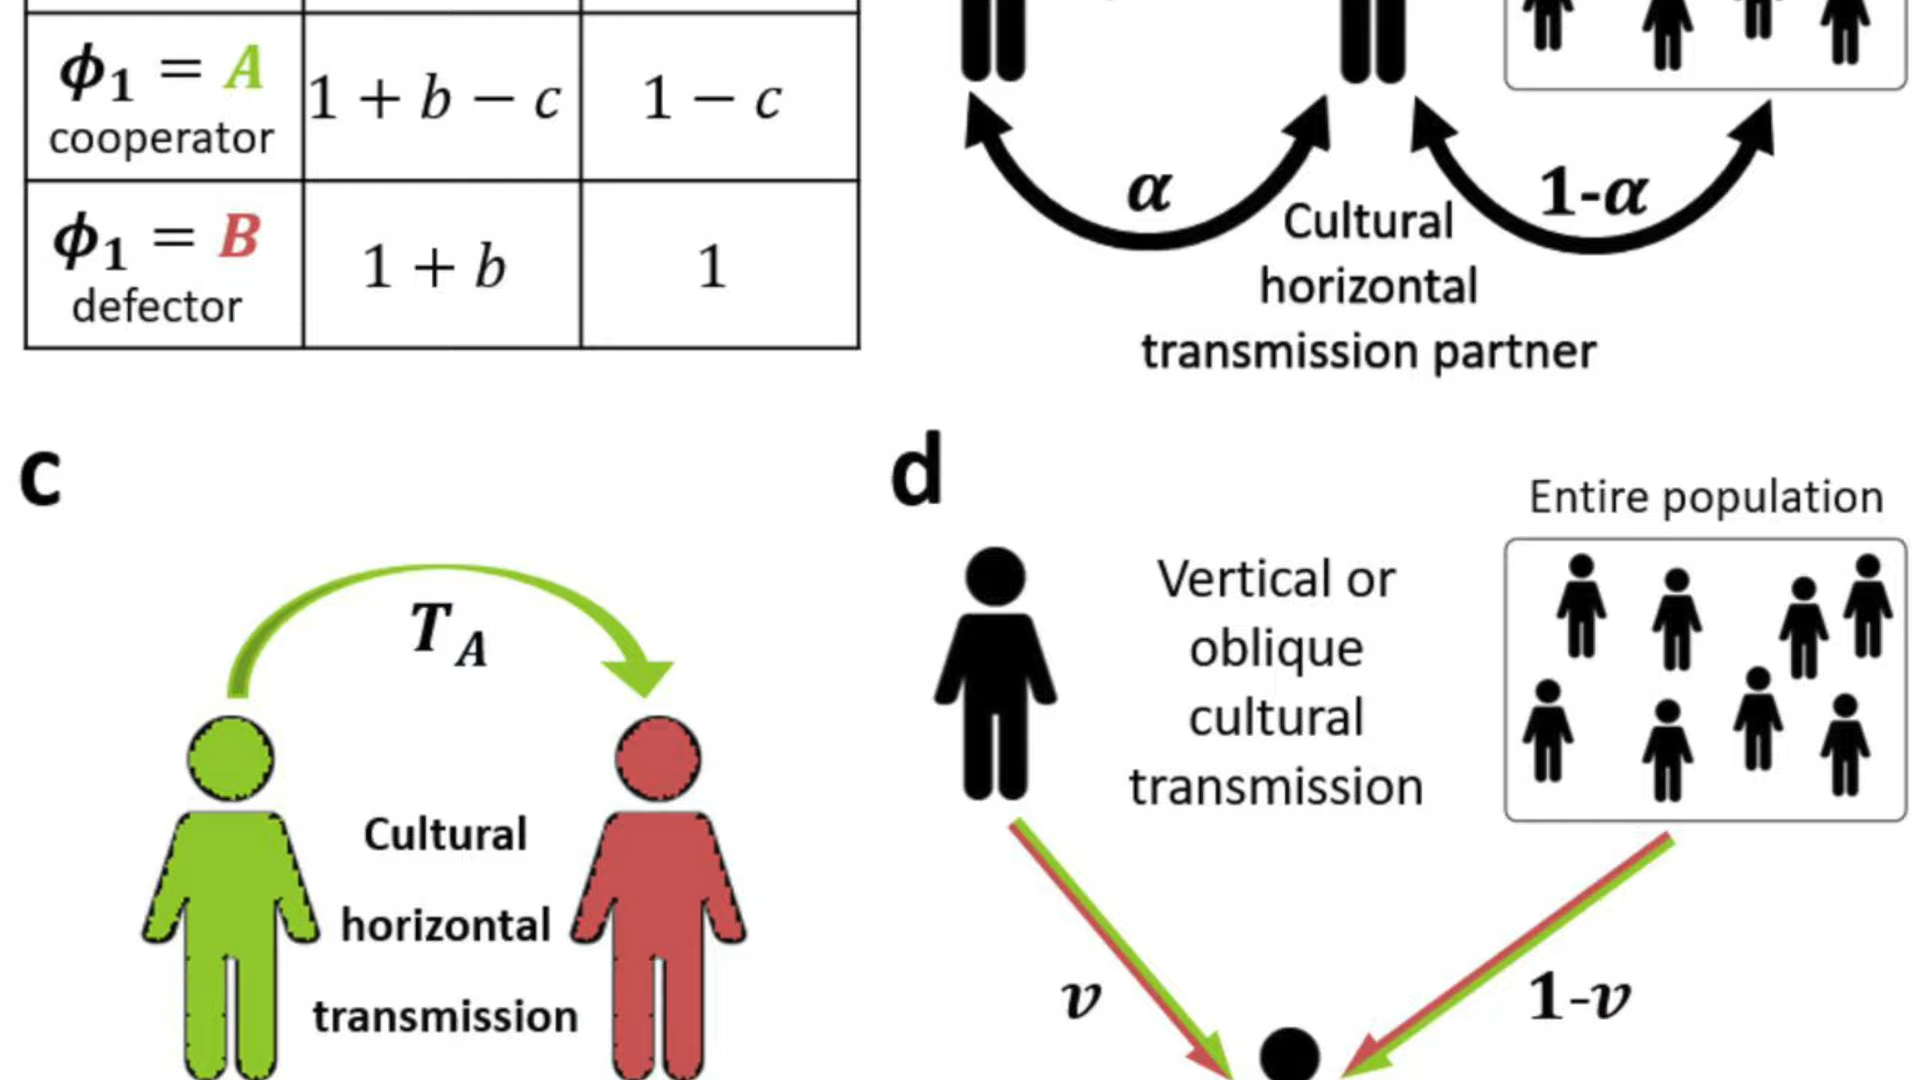 ϕ₁ = A
cooperator
1 + b − c
1 − c
ϕ₁ = B
defector
1 + b
1
α
1-α
Cultural
horizontal
transmission partner
c
T_A
Cultural
horizontal
transmission
d
Vertical or
oblique
cultural
transmission
Entire population
v
1-v